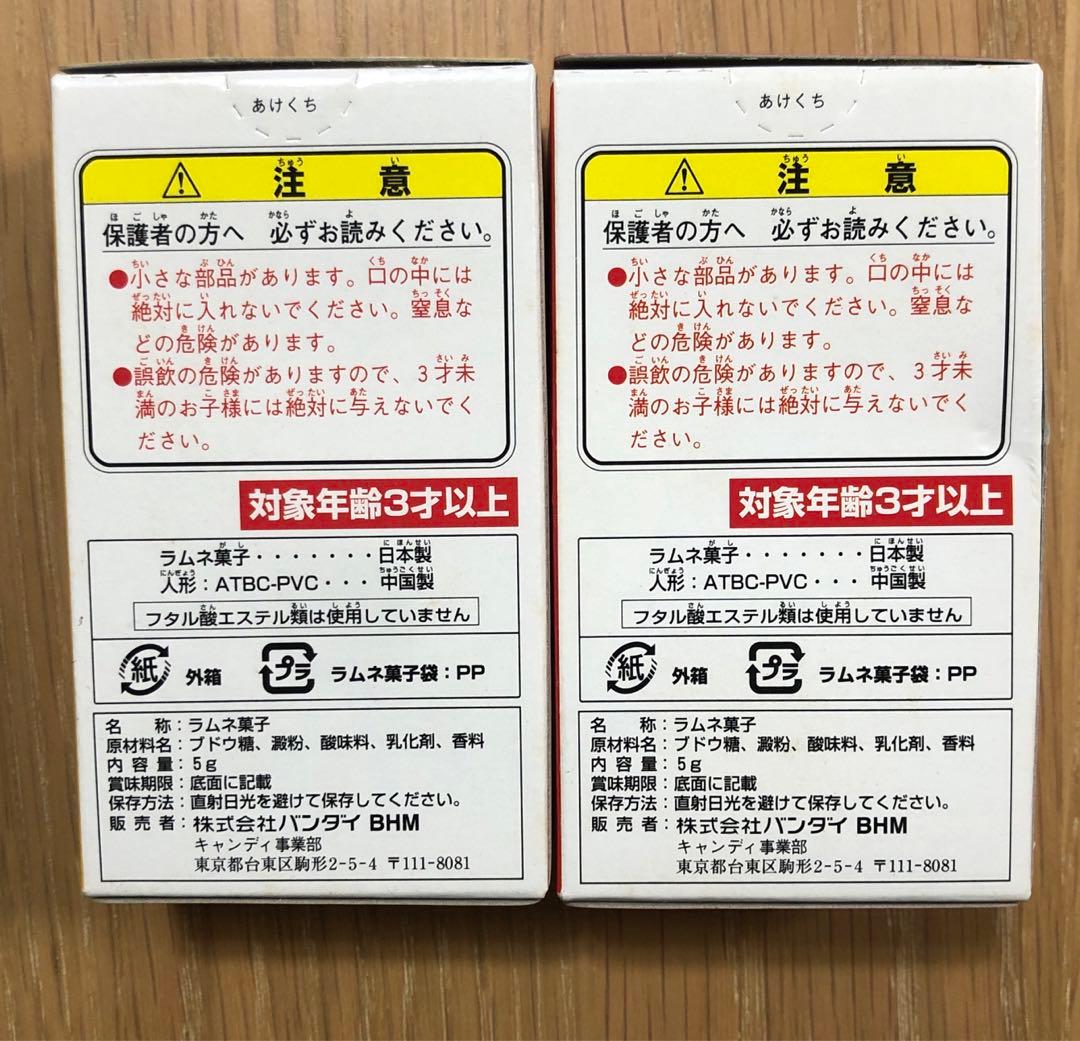 あけくち
注意
保護者の方へ 必ずお読みください。
●小さな部品があります。口の中には
絶対に入れないでください。窒息な
どの危険があります。
●誤飲の危険がありますので、3才未
満のお子様には絶対に与えないでく
ださい。
対象年齢3才以上
ラムネ菓子・・・・・・・日本製
人形：ATBC-PVC・・・中国製
フタル酸エステル類は使用していません
紙 外箱 プラ ラムネ菓子袋：PP
名称：ラムネ菓子
原材料名：ブドウ糖、澱粉、酸味料、乳化剤、香料
内容量：5g
賞味期限：底面に記載
保存方法：直射日光を避けて保存してください。
販売者：株式会社バンダイ BHM
キャンディ事業部
東京都台東区駒形2-5-4 〒111-8081
あけくち
注意
保護者の方へ 必ずお読みください。
●小さな部品があります。口の中には
絶対に入れないでください。窒息な
どの危険があります。
●誤飲の危険がありますので、3才未
満のお子様には絶対に与えないでく
ださい。
対象年齢3才以上
ラムネ菓子・・・・・・・日本製
人形：ATBC-PVC・・・中国製
フタル酸エステル類は使用していません
紙 外箱 プラ ラムネ菓子袋：PP
名称：ラムネ菓子
原材料名：ブドウ糖、澱粉、酸味料、乳化剤、香料
内容量：5g
賞味期限：底面に記載
保存方法：直射日光を避けて保存してください。
販売者：株式会社バンダイ BHM
キャンディ事業部
東京都台東区駒形2-5-4 〒111-8081